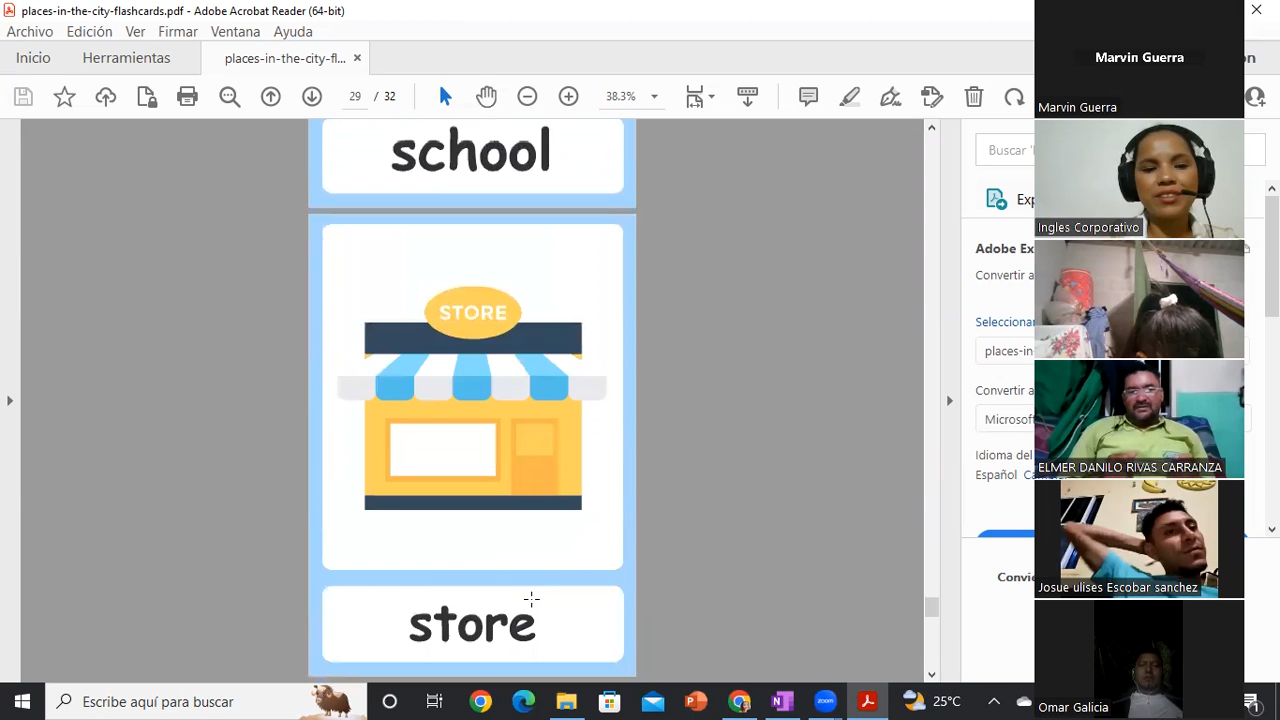 places-in-the-city-flashcards.pdf - Adobe Acrobat Reader (64-bit)
Archivo Edición Ver Firmar Ventana Ayuda
Inicio Herramientas places-in-the-city-fl...
29 / 32 38.3%
school
STORE
store
Buscar
Adobe Ex
Convertir a
Seleccionar
places-in
Convertir a
Microsof
Idioma del
Español
Marvin Guerra
Marvin Guerra
Ingles Corporativo
ELMER DANILO RIVAS CARRANZA
Josue ulises Escobar sanchez
Omar Galicia
Escribe aquí para buscar
25°C
1